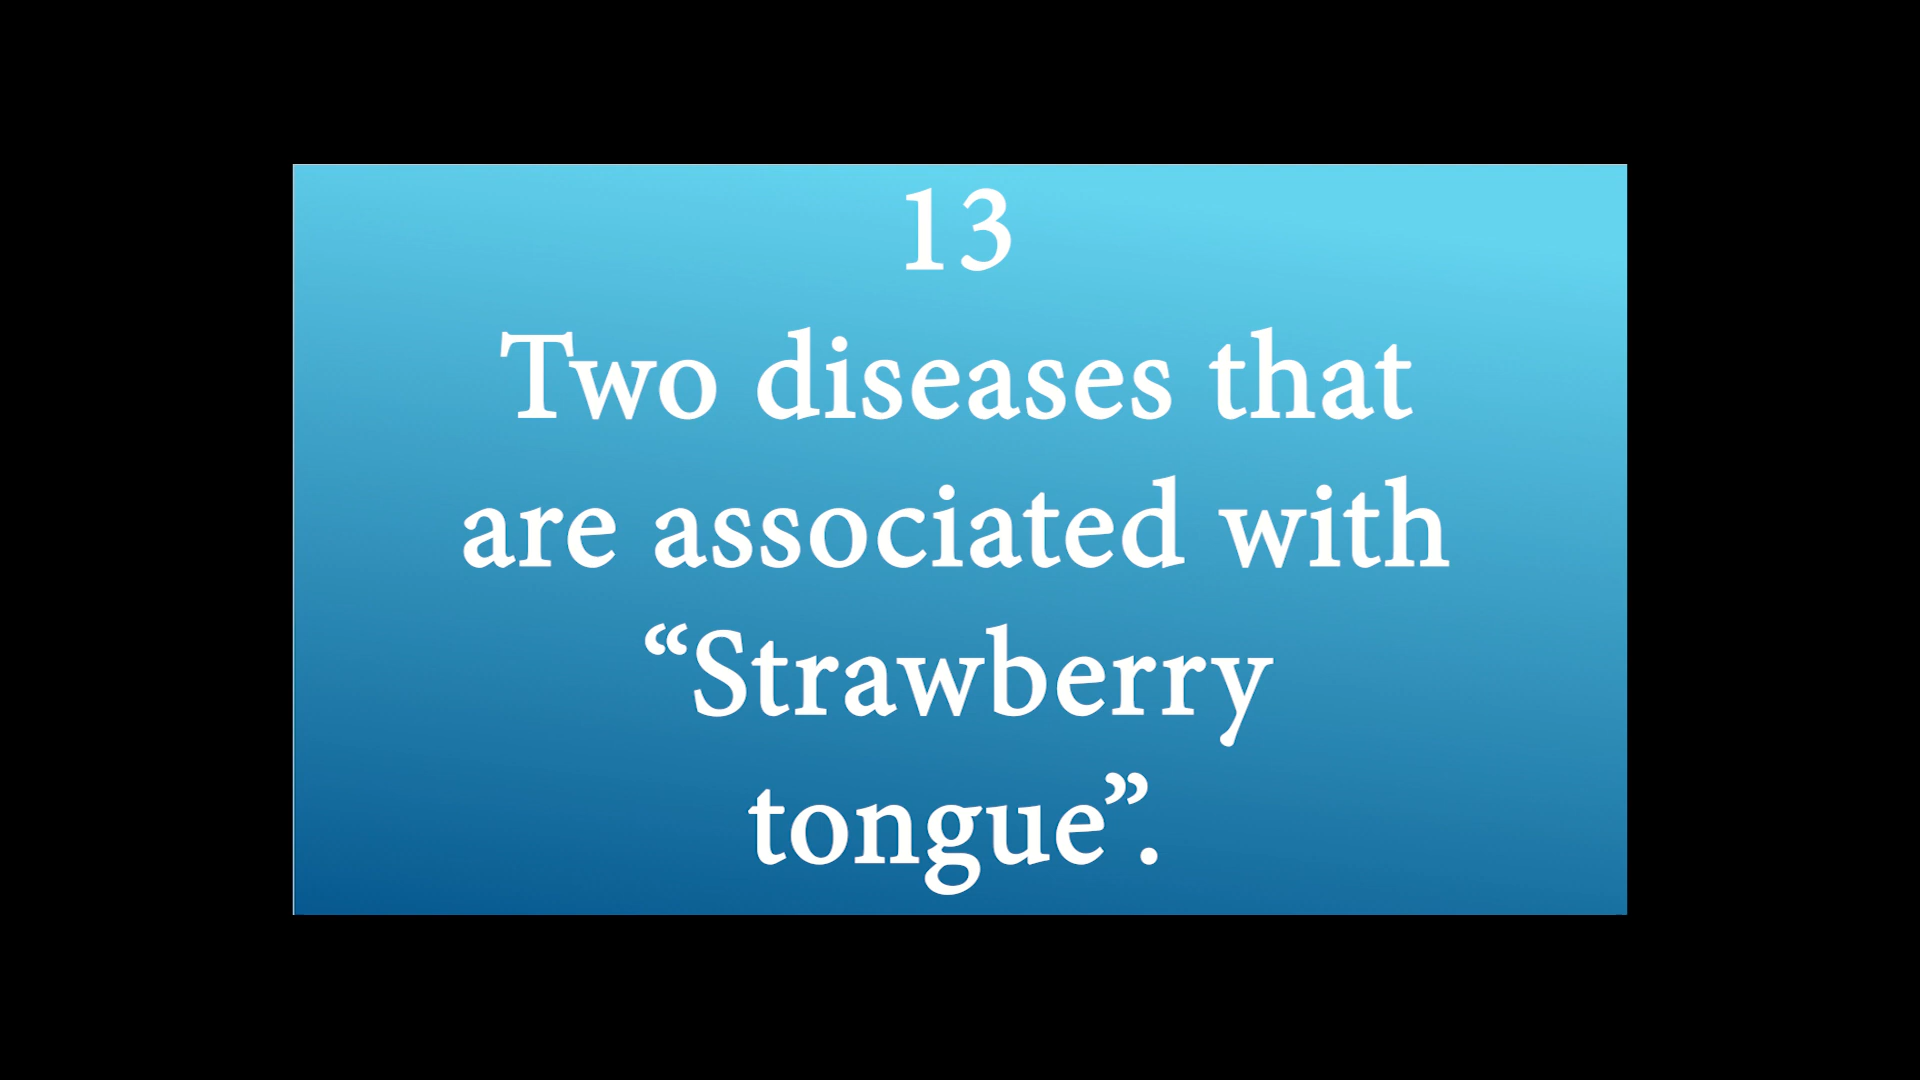 13
Two diseases that
are associated with
“Strawberry
tongue”.